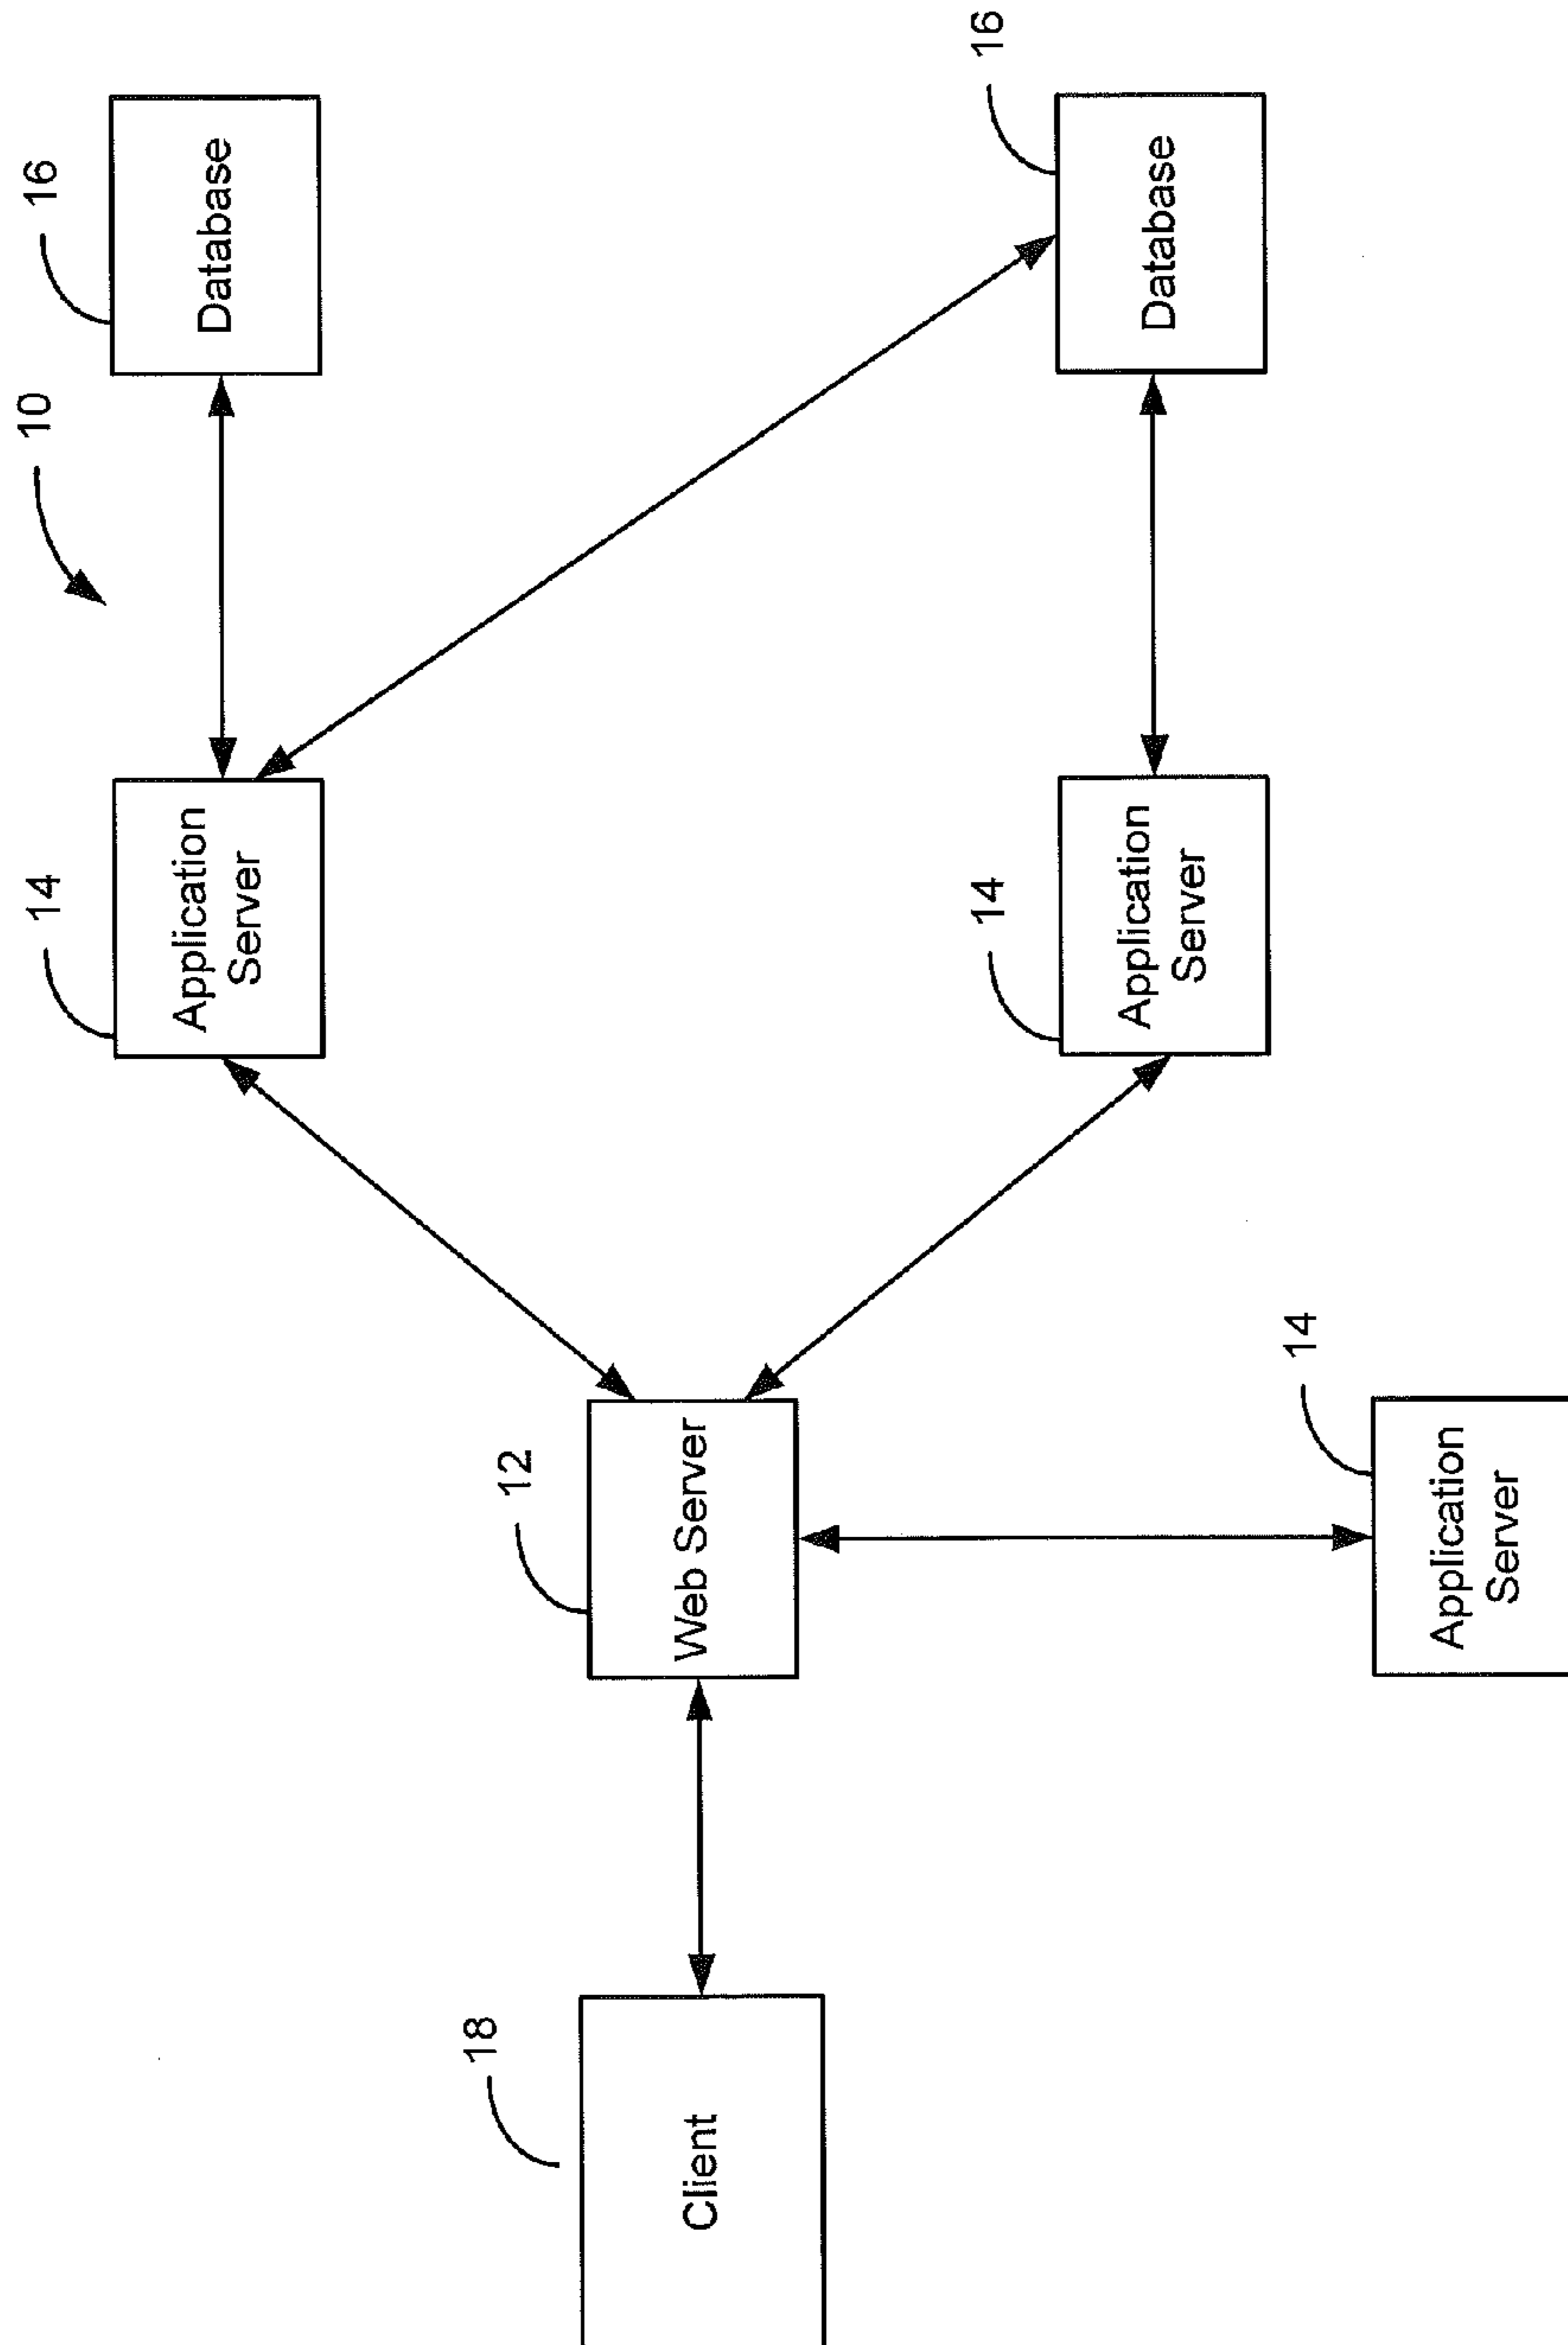 10
18
Client
12
Web Server
14
Application
Server
14
Application
Server
14
Application
Server
16
Database
16
Database